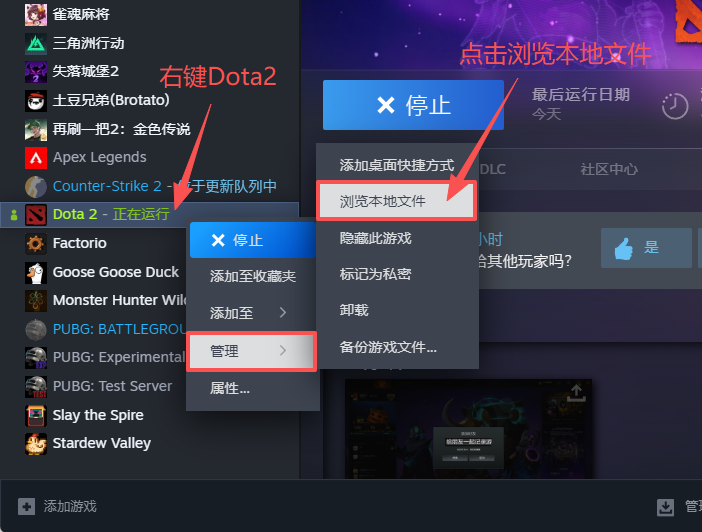 雀魂麻将
三角洲行动
失落城堡2
土豆兄弟(Brotato)
再刷一把2：金色传说
Apex Legends
Counter-Strike 2 - 位于更新队列中
Dota 2 - 正在运行
Factorio
Goose Goose Duck
Monster Hunter Wil
PUBG: BATTLEGROU
PUBG: Experimental
PUBG: Test Server
Slay the Spire
Stardew Valley
右键Dota2
停止
添加至收藏夹
添加至
管理
属性...
点击浏览本地文件
停止
最后运行日期
今天
添加桌面快捷方式
浏览本地文件
隐藏此游戏
标记为私密
卸载
备份游戏文件...
DLC
社区中心
小时
给其他玩家吗？
是
添加游戏
管